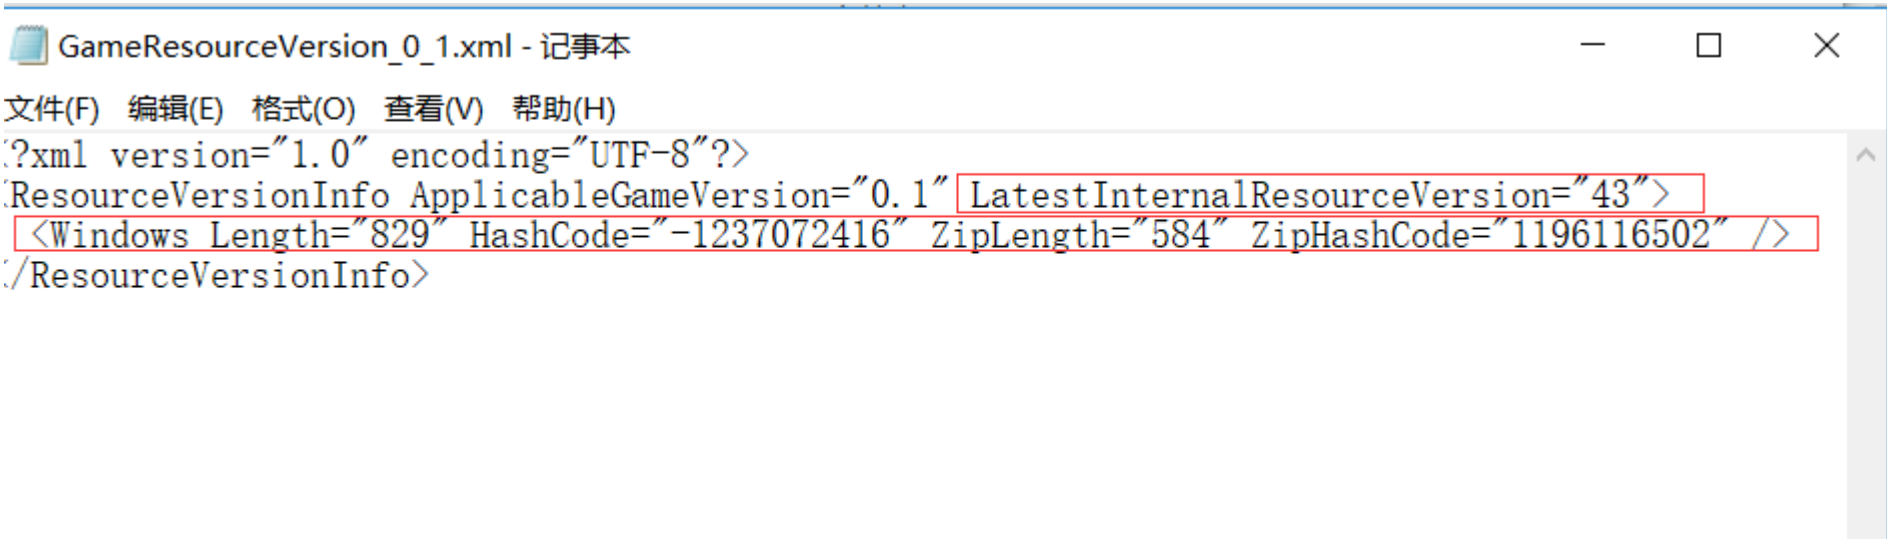 GameResourceVersion_0_1.xml - 记事本
文件(F) 编辑(E) 格式(O) 查看(V) 帮助(H)
?xml version="1.0" encoding="UTF-8"?>
ResourceVersionInfo ApplicableGameVersion="0.1" LatestInternalResourceVersion="43">
<Windows Length="829" HashCode="-1237072416" ZipLength="584" ZipHashCode="1196116502" />
/ResourceVersionInfo>